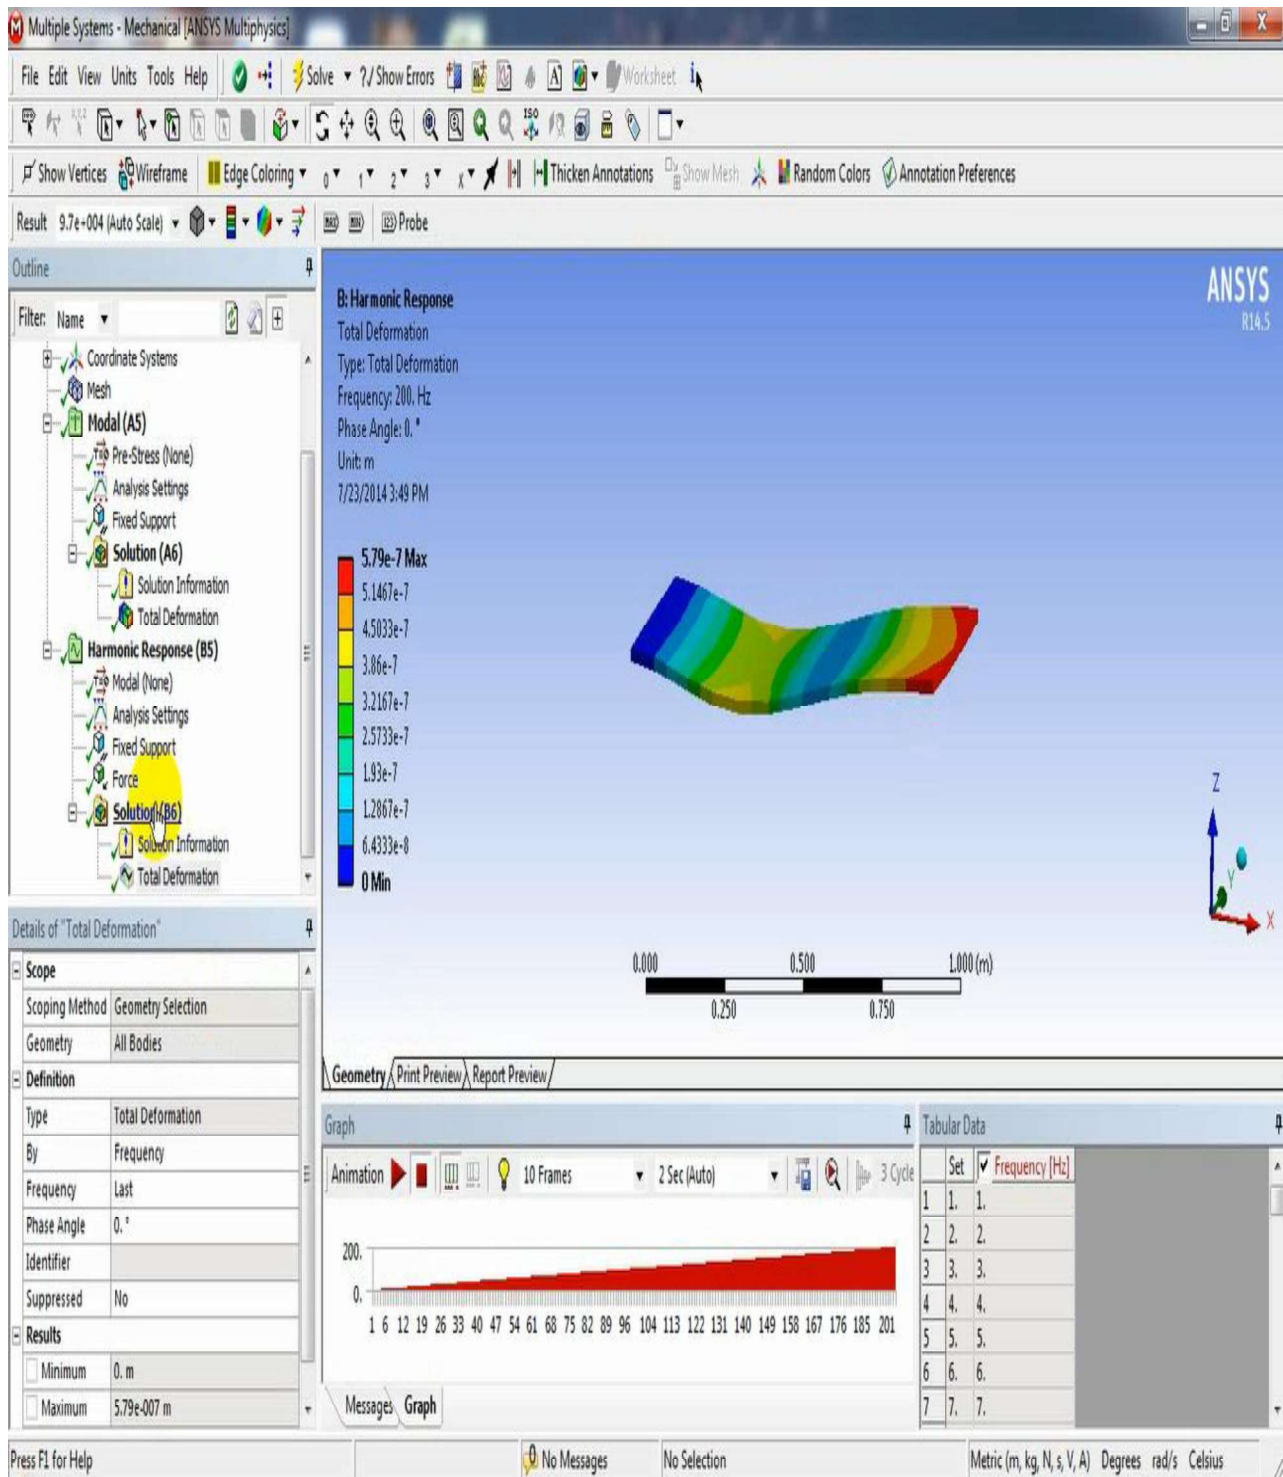 Multiple Systems - Mechanical [ANSYS Multiphysics]
File Edit View Units Tools Help Solve ?/ Show Errors Worksheet
ISO
Show Vertices Wireframe Edge Coloring Thicken Annotations Show Mesh Random Colors Annotation Preferences
Result 9.7e+004 (Auto Scale) MAX MIN 123 Probe
Outline
Filter: Name
Coordinate Systems
Mesh
Modal (A5)
Pre-Stress (None)
Analysis Settings
Fixed Support
Solution (A6)
Solution Information
Total Deformation
Harmonic Response (B5)
Modal (None)
Analysis Settings
Fixed Support
Force
Solution (B6)
Solution Information
Total Deformation
B: Harmonic Response
Total Deformation
Type: Total Deformation
Frequency: 200. Hz
Phase Angle: 0. °
Unit: m
7/23/2014 3:49 PM
5.79e-7 Max
5.1467e-7
4.5033e-7
3.86e-7
3.2167e-7
2.5733e-7
1.93e-7
1.2867e-7
6.4333e-8
0 Min
ANSYS
R14.5
Z
Y
X
0.000 0.500 1.000 (m)
0.250 0.750
Geometry Print Preview Report Preview
Details of "Total Deformation"
Scope
Scoping Method Geometry Selection
Geometry All Bodies
Definition
Type Total Deformation
By Frequency
Frequency Last
Phase Angle 0. °
Identifier
Suppressed No
Results
Minimum 0. m
Maximum 5.79e-007 m
Graph
Animation 10 Frames 2 Sec (Auto) 3 Cycle
200.
0.
1 6 12 19 26 33 40 47 54 61 68 75 82 89 96 104 113 122 131 140 149 158 167 176 185 201
Messages Graph
Tabular Data
Set Frequency [Hz]
1 1. 1.
2 2. 2.
3 3. 3.
4 4. 4.
5 5. 5.
6 6. 6.
7 7. 7.
Press F1 for Help 0 No Messages No Selection Metric (m, kg, N, s, V, A) Degrees rad/s Celsius